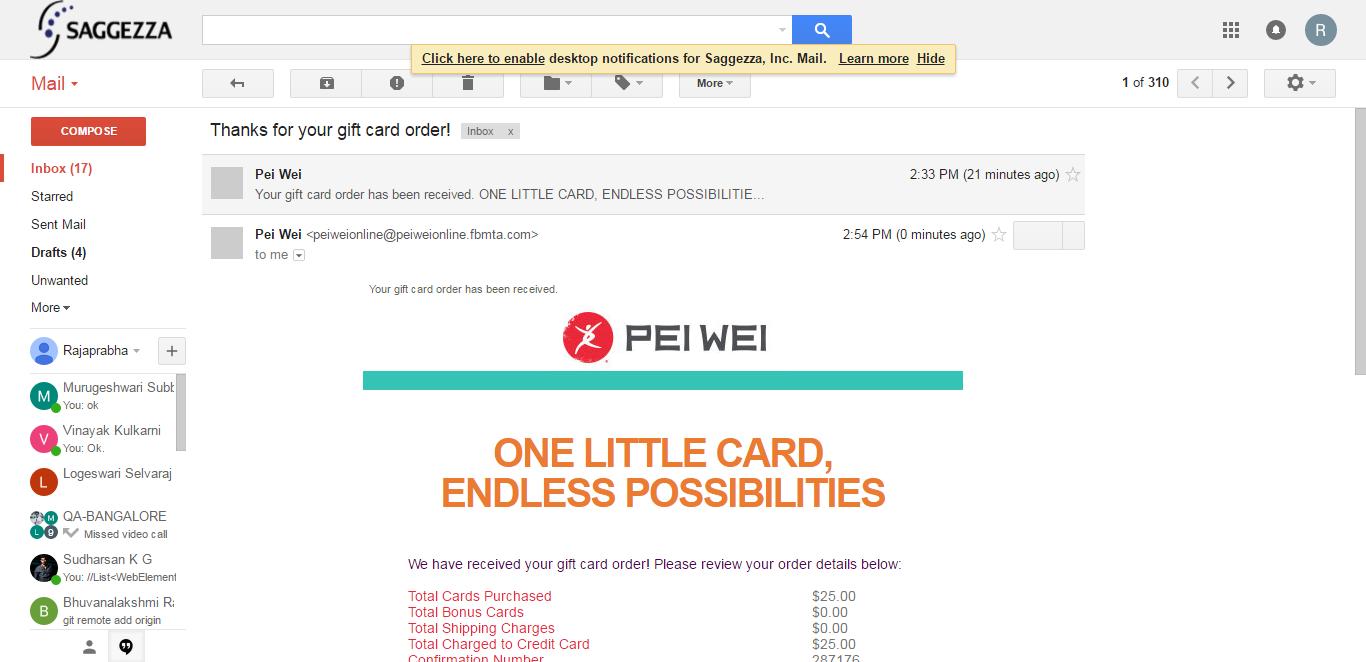 SAGGEZZA
R
Click here to enable desktop notifications for Saggezza, Inc. Mail. Learn more Hide
Mail
More
1 of 310
COMPOSE
Inbox (17)
Starred
Sent Mail
Drafts (4)
Unwanted
More
Rajaprabha
M
Murugeshwari Subb
You: ok
V
Vinayak Kulkarni
You: Ok.
L
Logeswari Selvaraj
M
L 9
QA-BANGALORE
Missed video call
Sudharsan K G
You: //List<WebElement
B
Bhuvanalakshmi Ra
git remote add origin
Thanks for your gift card order! Inbox x
Pei Wei 2:33 PM (21 minutes ago)
Your gift card order has been received. ONE LITTLE CARD, ENDLESS POSSIBILITIE...
Pei Wei <peiweionline@peiweionline.fbmta.com> 2:54 PM (0 minutes ago)
to me
Your gift card order has been received.
PEI WEI
ONE LITTLE CARD,
ENDLESS POSSIBILITIES
We have received your gift card order! Please review your order details below:
Total Cards Purchased $25.00
Total Bonus Cards $0.00
Total Shipping Charges $0.00
Total Charged to Credit Card $25.00
Confirmation Number 287176